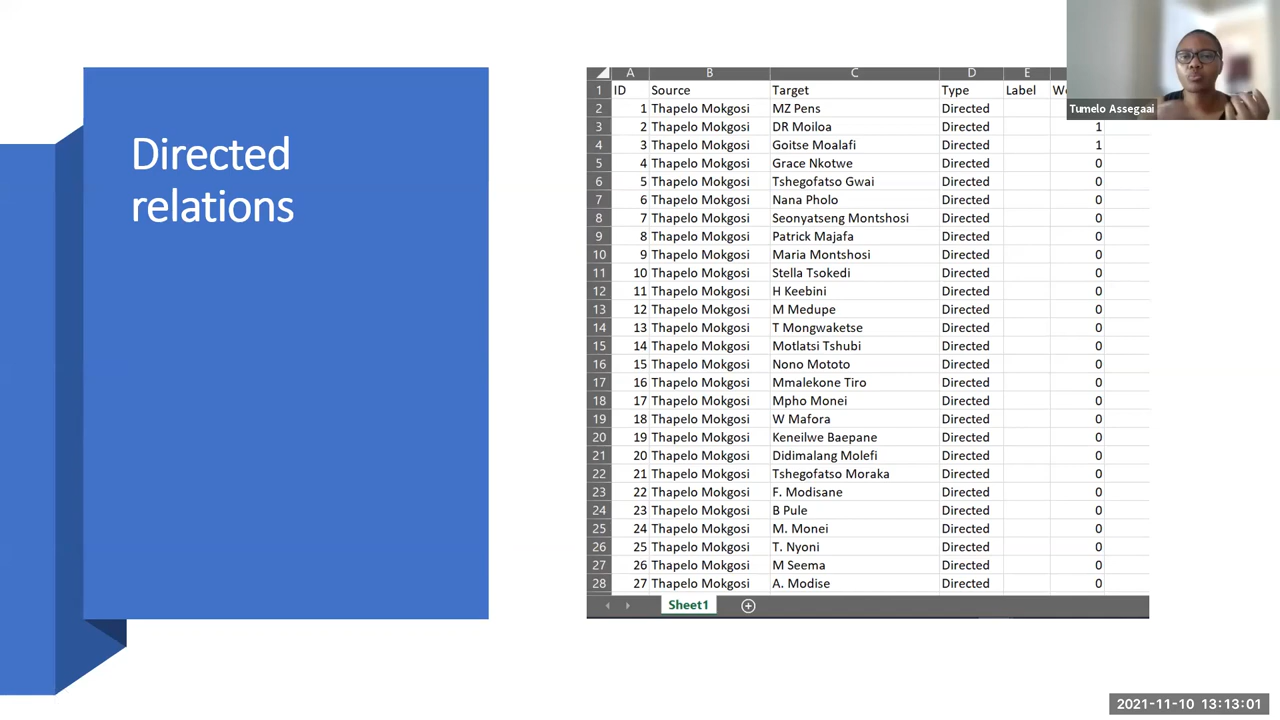 Directed
relations
A B C D E
1 ID Source Target Type Label
2 1 Thapelo Mokgosi MZ Pens Directed
3 2 Thapelo Mokgosi DR Moiloa Directed 1
4 3 Thapelo Mokgosi Goitse Moalafi Directed 1
5 4 Thapelo Mokgosi Grace Nkotwe Directed 0
6 5 Thapelo Mokgosi Tshegofatso Gwai Directed 0
7 6 Thapelo Mokgosi Nana Pholo Directed 0
8 7 Thapelo Mokgosi Seonyatseng Montshosi Directed 0
9 8 Thapelo Mokgosi Patrick Majafa Directed 0
10 9 Thapelo Mokgosi Maria Montshosi Directed 0
11 10 Thapelo Mokgosi Stella Tsokedi Directed 0
12 11 Thapelo Mokgosi H Keebini Directed 0
13 12 Thapelo Mokgosi M Medupe Directed 0
14 13 Thapelo Mokgosi T Mongwaketse Directed 0
15 14 Thapelo Mokgosi Motlatsi Tshubi Directed 0
16 15 Thapelo Mokgosi Nono Mototo Directed 0
17 16 Thapelo Mokgosi Mmalekone Tiro Directed 0
18 17 Thapelo Mokgosi Mpho Monei Directed 0
19 18 Thapelo Mokgosi W Mafora Directed 0
20 19 Thapelo Mokgosi Keneilwe Baepane Directed 0
21 20 Thapelo Mokgosi Didimalang Molefi Directed 0
22 21 Thapelo Mokgosi Tshegofatso Moraka Directed 0
23 22 Thapelo Mokgosi F. Modisane Directed 0
24 23 Thapelo Mokgosi B Pule Directed 0
25 24 Thapelo Mokgosi M. Monei Directed 0
26 25 Thapelo Mokgosi T. Nyoni Directed 0
27 26 Thapelo Mokgosi M Seema Directed 0
28 27 Thapelo Mokgosi A. Modise Directed 0
Sheet1
Tumelo Assegaai
2021-11-10 13:13:01